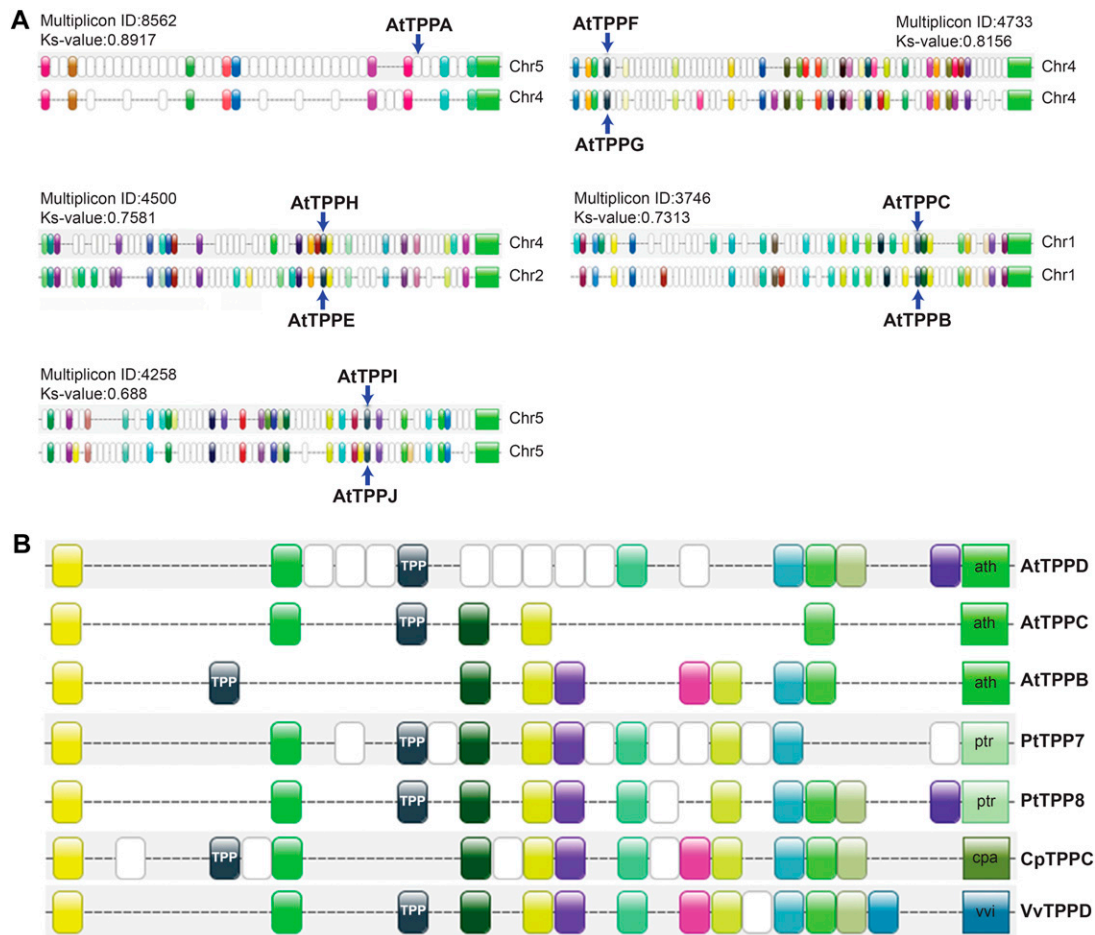 A
Multiplicon ID:8562
Ks-value:0.8917
AtTPPA
Chr5
Chr4
AtTPPF
Multiplicon ID:4733
Ks-value:0.8156
Chr4
Chr4
AtTPPG
Multiplicon ID:4500
Ks-value:0.7581
AtTPPH
Chr4
Chr2
AtTPPE
Multiplicon ID:3746
Ks-value:0.7313
AtTPPC
Chr1
Chr1
AtTPPB
Multiplicon ID:4258
Ks-value:0.688
AtTPPI
Chr5
Chr5
AtTPPJ
B
TPP ath AtTPPD
TPP ath AtTPPC
TPP ath AtTPPB
TPP ptr PtTPP7
TPP ptr PtTPP8
TPP cpa CpTPPC
TPP vvi VvTPPD